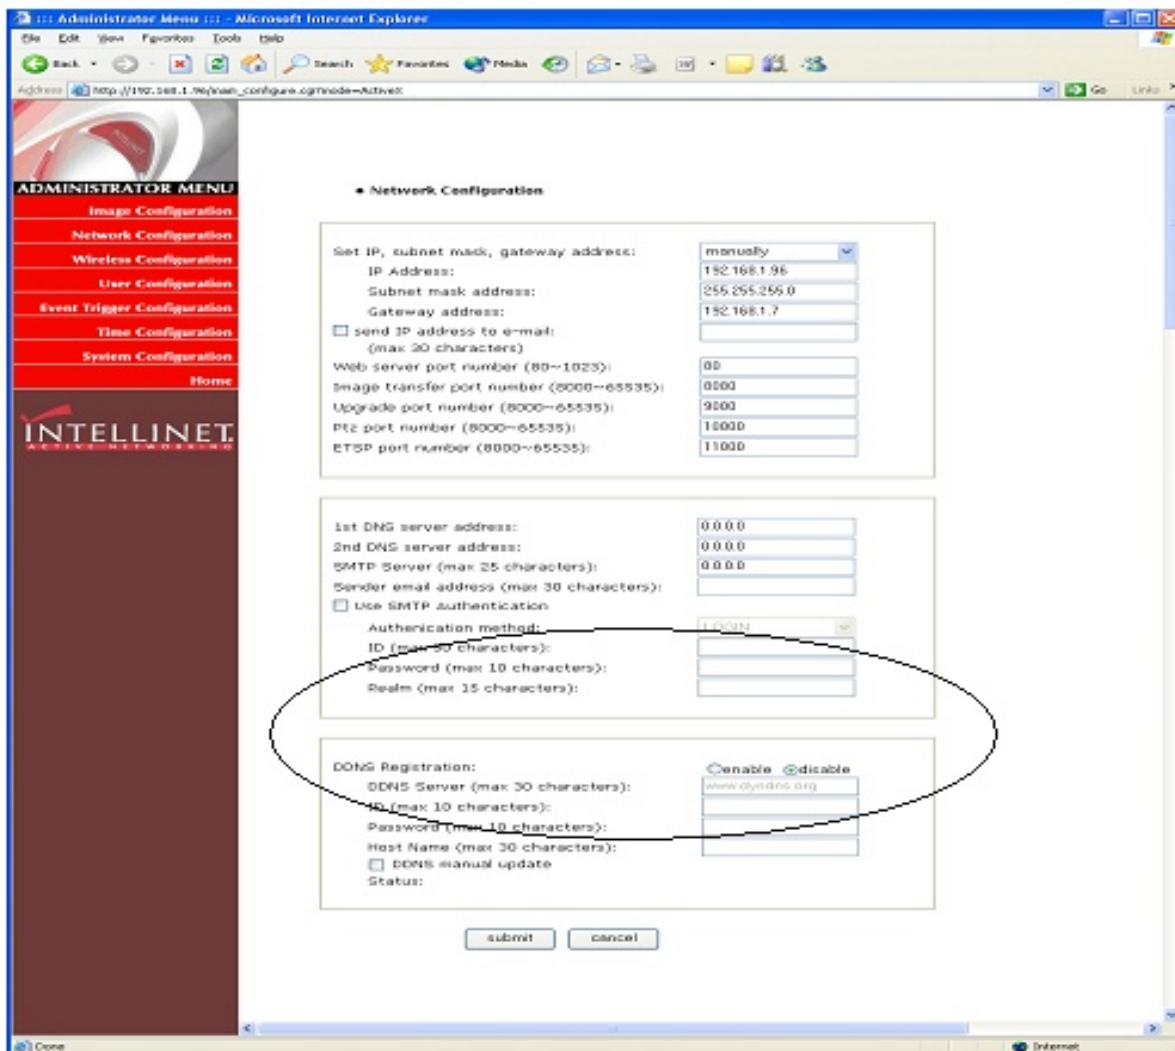 ::: Administrator Menu ::: - Microsoft Internet Explorer
File Edit View Favorites Tools Help
Back Search Favorites Media
Address http://192.168.1.96/main_configure.cgi?mode=ActiveX Go Links
INTELLINET
ADMINISTRATOR MENU
Image Configuration
Network Configuration
Wireless Configuration
User Configuration
Event Trigger Configuration
Time Configuration
System Configuration
Home
INTELLINET
ACTIVE NETWORKING
• Network Configuration
Set IP, subnet mask, gateway address: manually
IP Address: 192.168.1.96
Subnet mask address: 255.255.255.0
Gateway address: 192.168.1.7
send IP address to e-mail:
(max 30 characters)
Web server port number (80~1023): 80
Image transfer port number (8000~65535): 8000
Upgrade port number (8000~65535): 9000
Ptz port number (8000~65535): 10000
ETSP port number (8000~65535): 11000
1st DNS server address: 0.0.0.0
2nd DNS server address: 0.0.0.0
SMTP Server (max 25 characters): 0.0.0.0
Sender email address (max 30 characters):
Use SMTP Authentication
Authenication method: LOGIN
ID (max 30 characters):
Password (max 10 characters):
Realm (max 15 characters):
DDNS Registration: enable disable
DDNS Server (max 30 characters): www.dyndns.org
ID (max 10 characters):
Password (max 10 characters):
Host Name (max 30 characters):
DDNS manual update
Status:
submit cancel
Done Internet